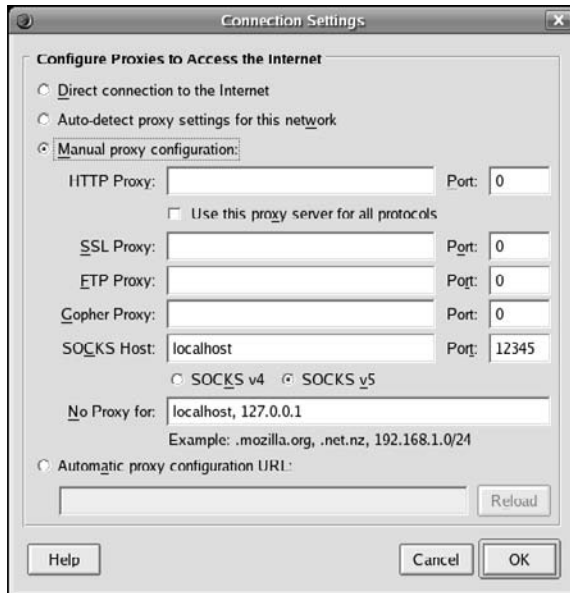 Connection Settings
Configure Proxies to Access the Internet
Direct connection to the Internet
Auto-detect proxy settings for this network
Manual proxy configuration:
HTTP Proxy: Port: 0
Use this proxy server for all protocols
SSL Proxy: Port: 0
FTP Proxy: Port: 0
Gopher Proxy: Port: 0
SOCKS Host: localhost Port: 12345
SOCKS v4 SOCKS v5
No Proxy for: localhost, 127.0.0.1
Example: .mozilla.org, .net.nz, 192.168.1.0/24
Automatic proxy configuration URL:
Reload
Help Cancel OK